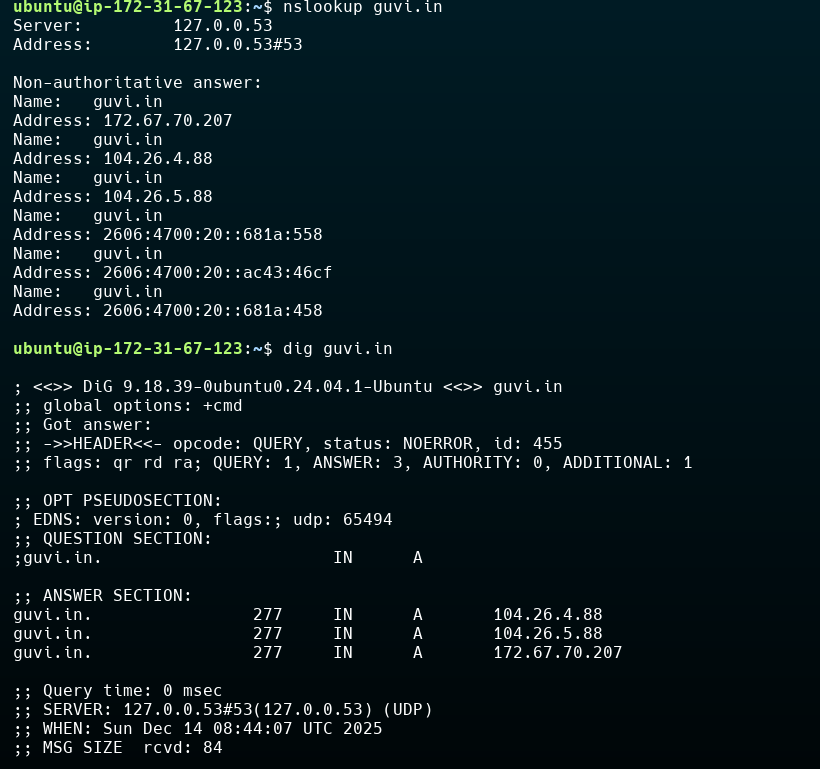 ubuntu@ip-172-31-67-123:~$ nslookup guvi.in
Server:         127.0.0.53
Address:        127.0.0.53#53

Non-authoritative answer:
Name:   guvi.in
Address: 172.67.70.207
Name:   guvi.in
Address: 104.26.4.88
Name:   guvi.in
Address: 104.26.5.88
Name:   guvi.in
Address: 2606:4700:20::681a:558
Name:   guvi.in
Address: 2606:4700:20::ac43:46cf
Name:   guvi.in
Address: 2606:4700:20::681a:458

ubuntu@ip-172-31-67-123:~$ dig guvi.in

; <<>> DiG 9.18.39-0ubuntu0.24.04.1-Ubuntu <<>> guvi.in
;; global options: +cmd
;; Got answer:
;; ->>HEADER<<- opcode: QUERY, status: NOERROR, id: 455
;; flags: qr rd ra; QUERY: 1, ANSWER: 3, AUTHORITY: 0, ADDITIONAL: 1

;; OPT PSEUDOSECTION:
; EDNS: version: 0, flags:; udp: 65494
;; QUESTION SECTION:
;guvi.in.                       IN      A

;; ANSWER SECTION:
guvi.in.                277     IN      A       104.26.4.88
guvi.in.                277     IN      A       104.26.5.88
guvi.in.                277     IN      A       172.67.70.207

;; Query time: 0 msec
;; SERVER: 127.0.0.53#53(127.0.0.53) (UDP)
;; WHEN: Sun Dec 14 08:44:07 UTC 2025
;; MSG SIZE  rcvd: 84